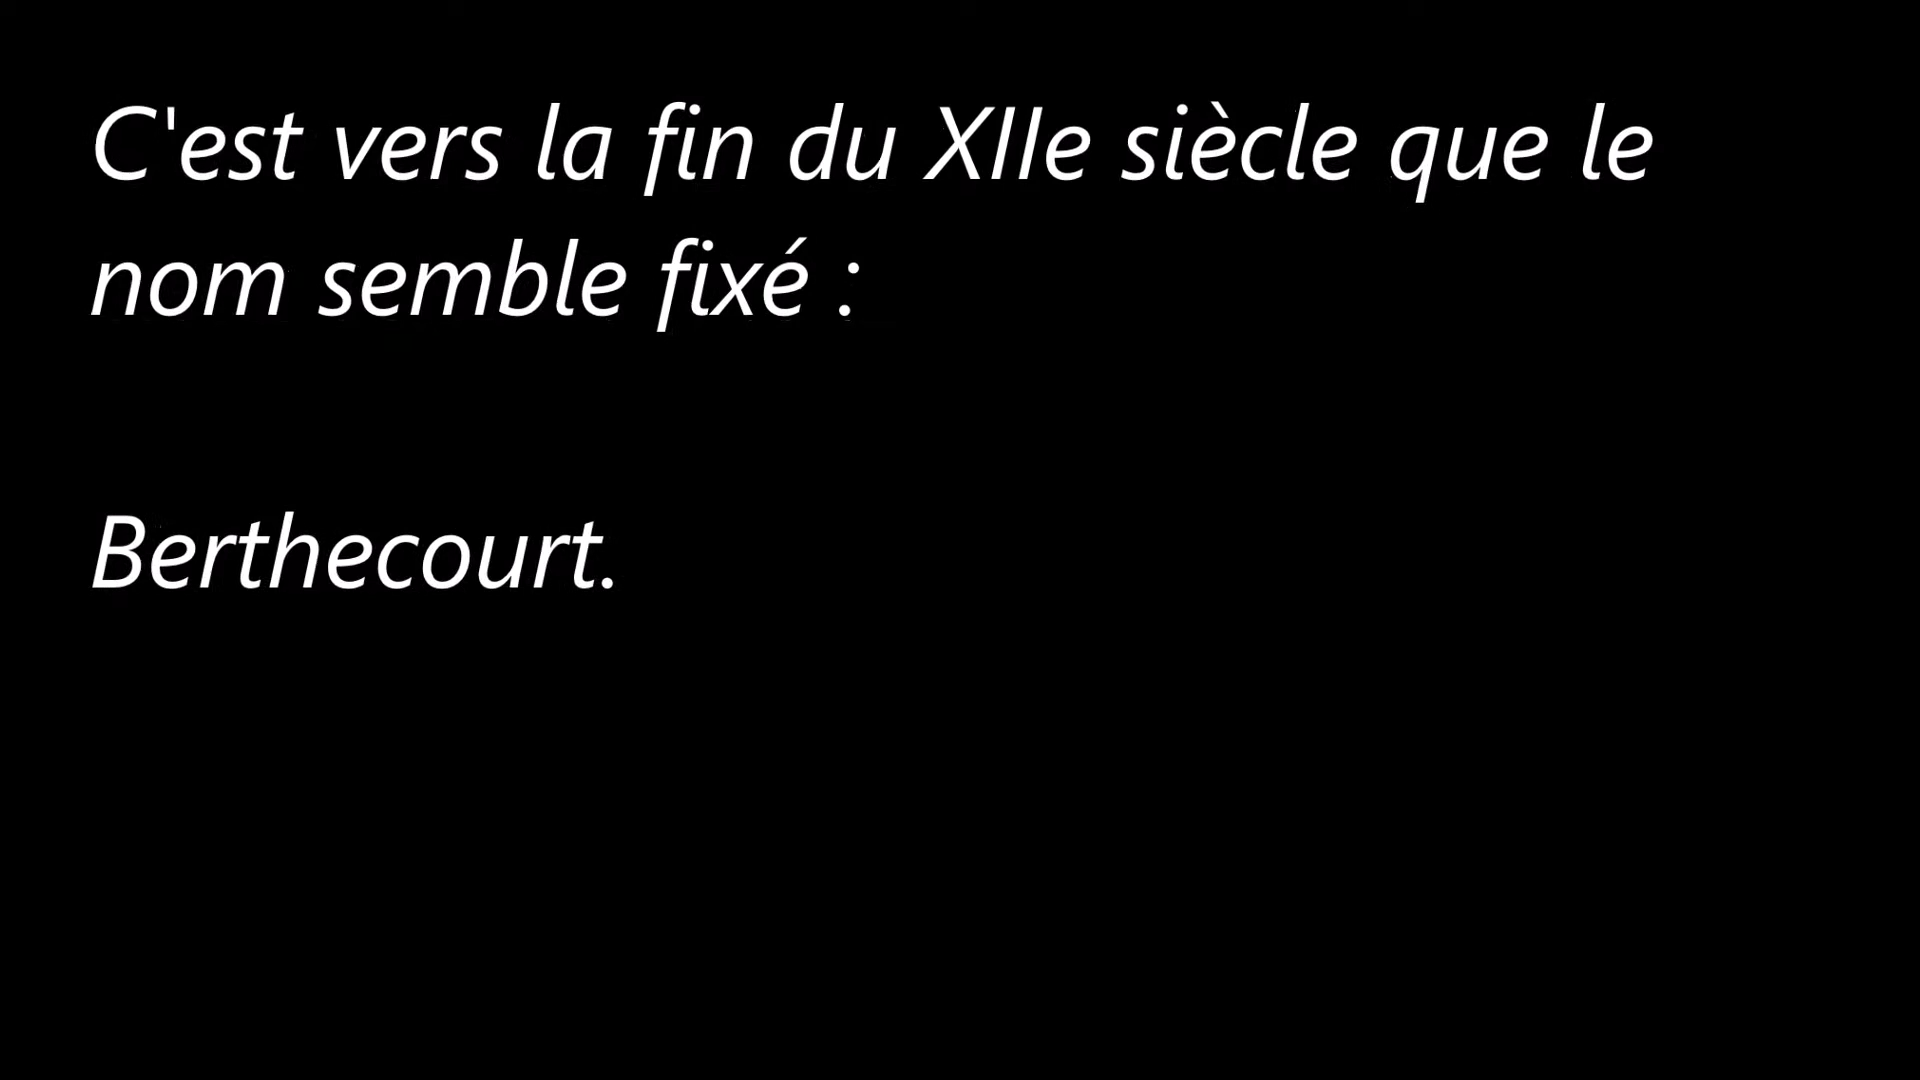 C'est vers la fin du XIIe siècle que le
nom semble fixé :
Berthecourt.